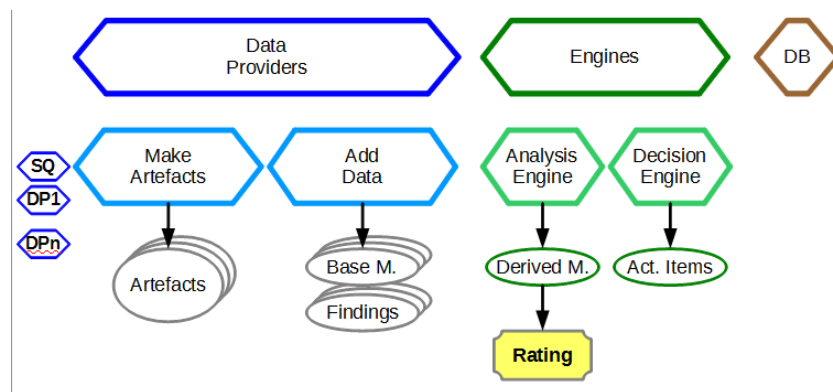 Data
Providers
Engines
DB
SQ
DP1
DPn
Make
Artefacts
Add
Data
Analysis
Engine
Decision
Engine
Artefacts
Base M.
Findings
Derived M.
Act. Items
Rating